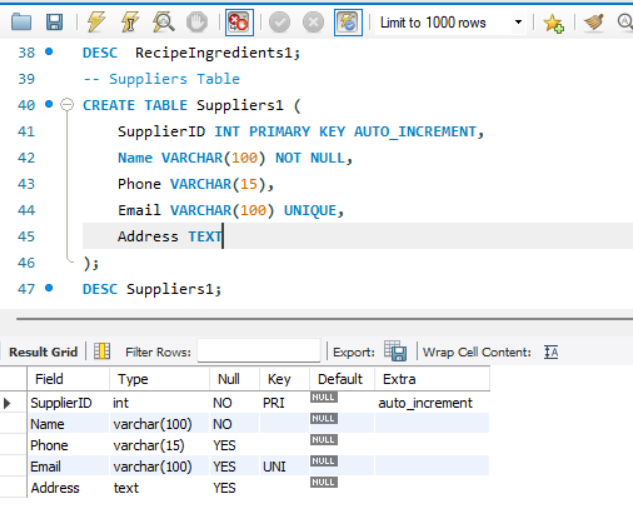 Limit to 1000 rows
38 DESC RecipeIngredients1;
39 -- Suppliers Table
40 CREATE TABLE Suppliers1 (
41 SupplierID INT PRIMARY KEY AUTO_INCREMENT,
42 Name VARCHAR(100) NOT NULL,
43 Phone VARCHAR(15),
44 Email VARCHAR(100) UNIQUE,
45 Address TEXT
46 );
47 DESC Suppliers1;
Result Grid Filter Rows: Export: Wrap Cell Content: IA
Field Type Null Key Default Extra
SupplierID int NO PRI NULL auto_increment
Name varchar(100) NO NULL
Phone varchar(15) YES NULL
Email varchar(100) YES UNI NULL
Address text YES NULL